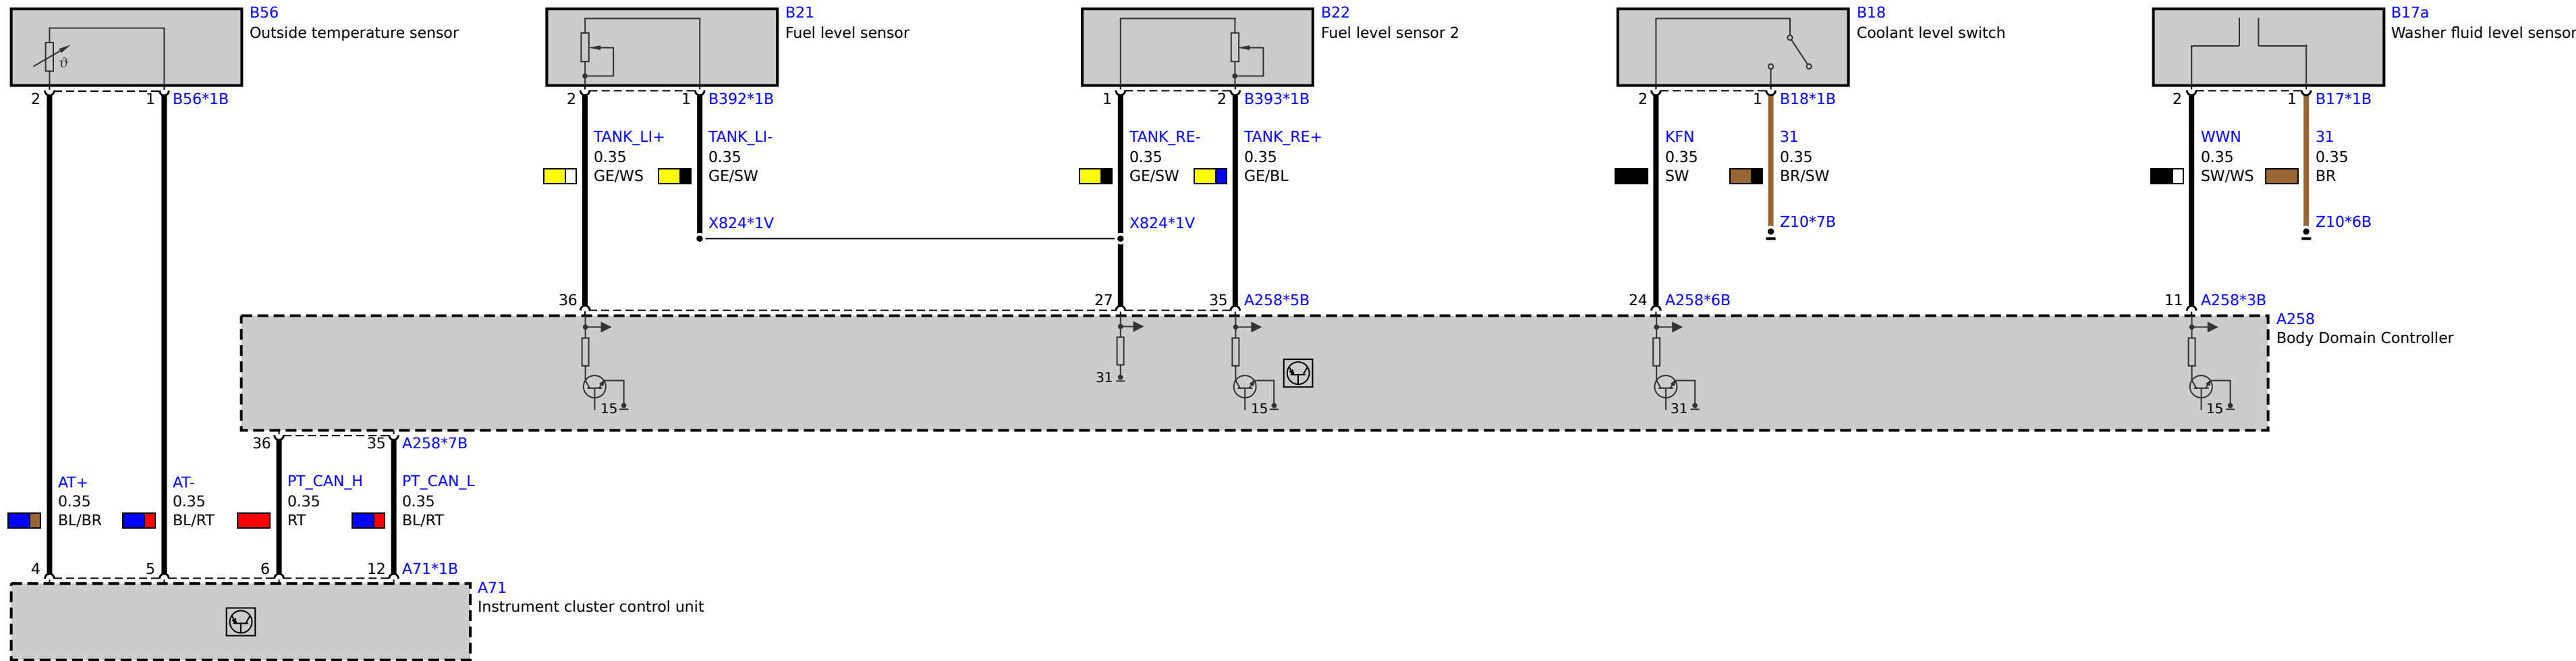 B56
Outside temperature sensor
B21
Fuel level sensor
B22
Fuel level sensor 2
B18
Coolant level switch
B17a
Washer fluid level sensor
ϑ
2
1
B56*1B
2
1
B392*1B
1
2
B393*1B
2
1
B18*1B
2
1
B17*1B
TANK_LI+
0.35
GE/WS
TANK_LI-
0.35
GE/SW
TANK_RE-
0.35
GE/SW
TANK_RE+
0.35
GE/BL
KFN
0.35
SW
31
0.35
BR/SW
WWN
0.35
SW/WS
31
0.35
BR
X824*1V
X824*1V
Z10*7B
Z10*6B
36
27
35
A258*5B
24
A258*6B
11
A258*3B
A258
Body Domain Controller
15
31
15
31
15
36
35
A258*7B
AT+
0.35
BL/BR
AT-
0.35
BL/RT
PT_CAN_H
0.35
RT
PT_CAN_L
0.35
BL/RT
4
5
6
12
A71*1B
A71
Instrument cluster control unit